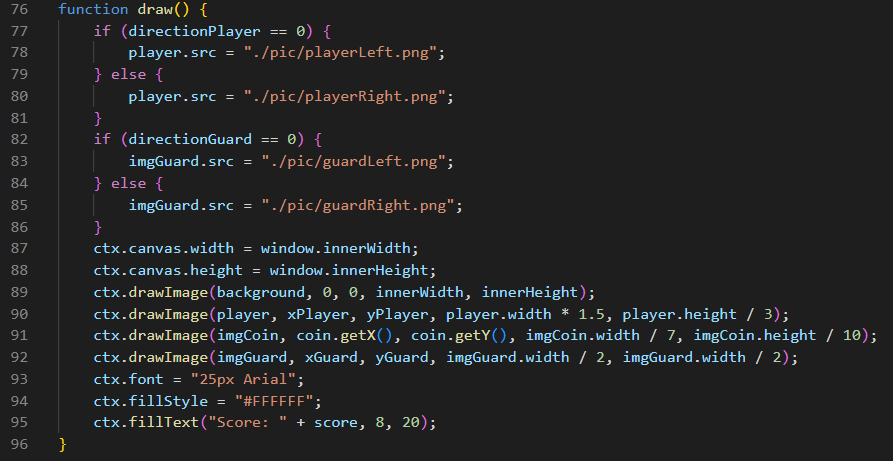 76 function draw() {
77 if (directionPlayer == 0) {
78 player.src = "./pic/playerLeft.png";
79 } else {
80 player.src = "./pic/playerRight.png";
81 }
82 if (directionGuard == 0) {
83 imgGuard.src = "./pic/guardLeft.png";
84 } else {
85 imgGuard.src = "./pic/guardRight.png";
86 }
87 ctx.canvas.width = window.innerWidth;
88 ctx.canvas.height = window.innerHeight;
89 ctx.drawImage(background, 0, 0, innerWidth, innerHeight);
90 ctx.drawImage(player, xPlayer, yPlayer, player.width * 1.5, player.height / 3);
91 ctx.drawImage(imgCoin, coin.getX(), coin.getY(), imgCoin.width / 7, imgCoin.height / 10);
92 ctx.drawImage(imgGuard, xGuard, yGuard, imgGuard.width / 2, imgGuard.width / 2);
93 ctx.font = "25px Arial";
94 ctx.fillStyle = "#FFFFFF";
95 ctx.fillText("Score: " + score, 8, 20);
96 }